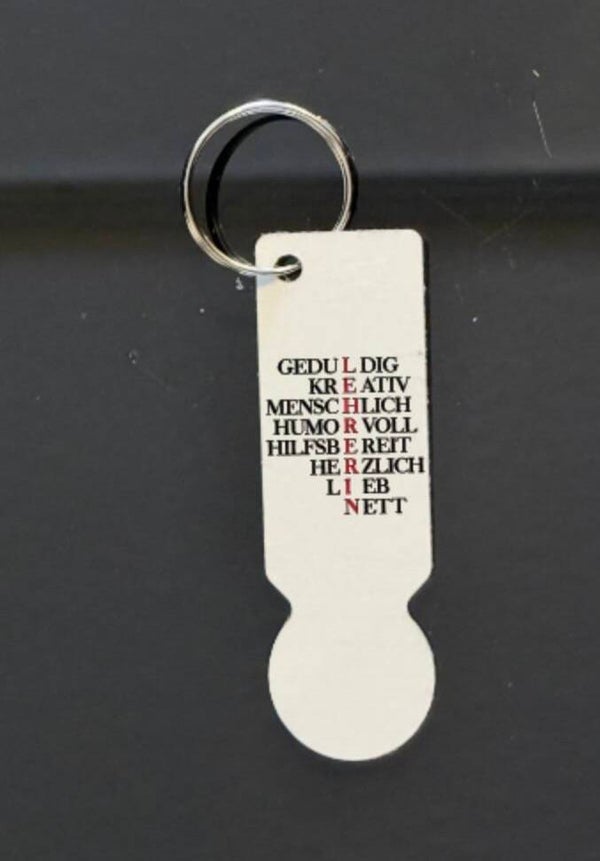 GEDULDIG
KREATIV
MENSCHLICH
HUMORVOLL
HILFSBEREIT
HERZLICH
LIEB
NETT